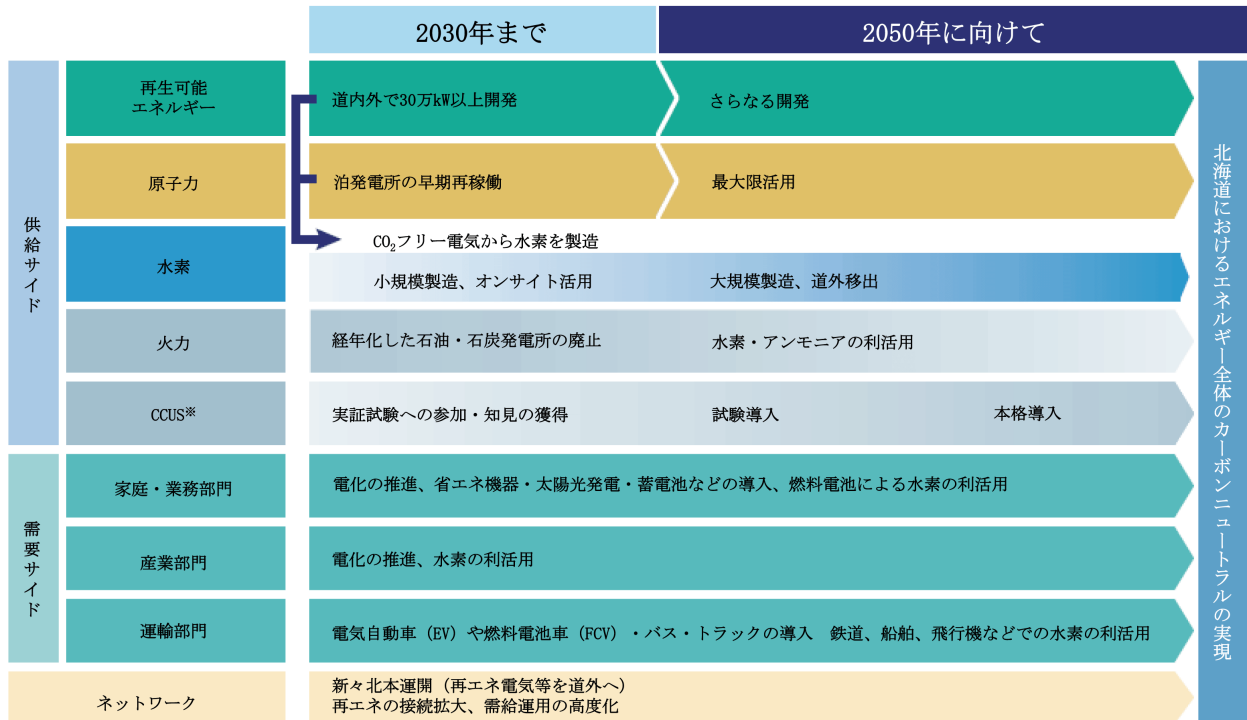 2030年まで
2050年に向けて
供給サイド
再生可能
エネルギー
道内外で30万kW以上開発
さらなる開発
原子力
泊発電所の早期再稼働
最大限活用
水素
CO₂フリー電気から水素を製造
小規模製造、オンサイト活用
大規模製造、道外移出
火力
経年化した石油・石炭発電所の廃止
水素・アンモニアの利活用
CCUS※
実証試験への参加・知見の獲得
試験導入
本格導入
需要サイド
家庭・業務部門
電化の推進、省エネ機器・太陽光発電・蓄電池などの導入、燃料電池による水素の利活用
産業部門
電化の推進、水素の利活用
運輸部門
電気自動車（EV）や燃料電池車（FCV）・バス・トラックの導入　鉄道、船舶、飛行機などでの水素の利活用
ネットワーク
新々北本運開（再エネ電気等を道外へ）
再エネの接続拡大、需給運用の高度化
北海道におけるエネルギー全体のカーボンニュートラルの実現